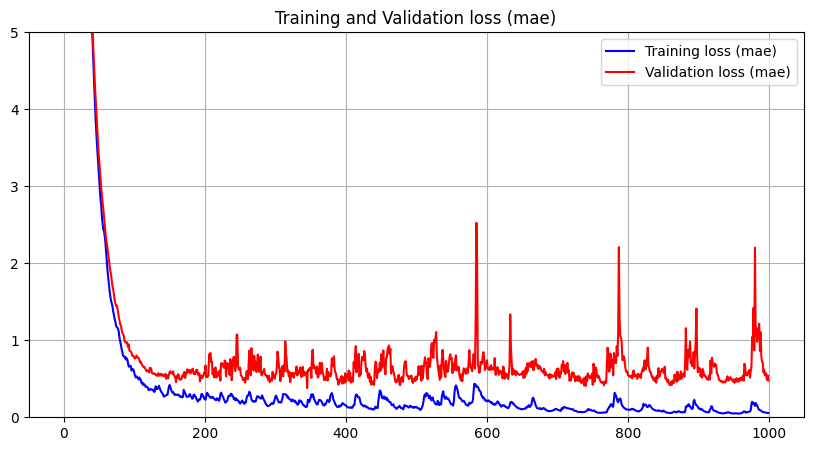 Training and Validation loss (mae)
Training loss (mae)
Validation loss (mae)
5
4
3
2
1
0
0 200 400 600 800 1000